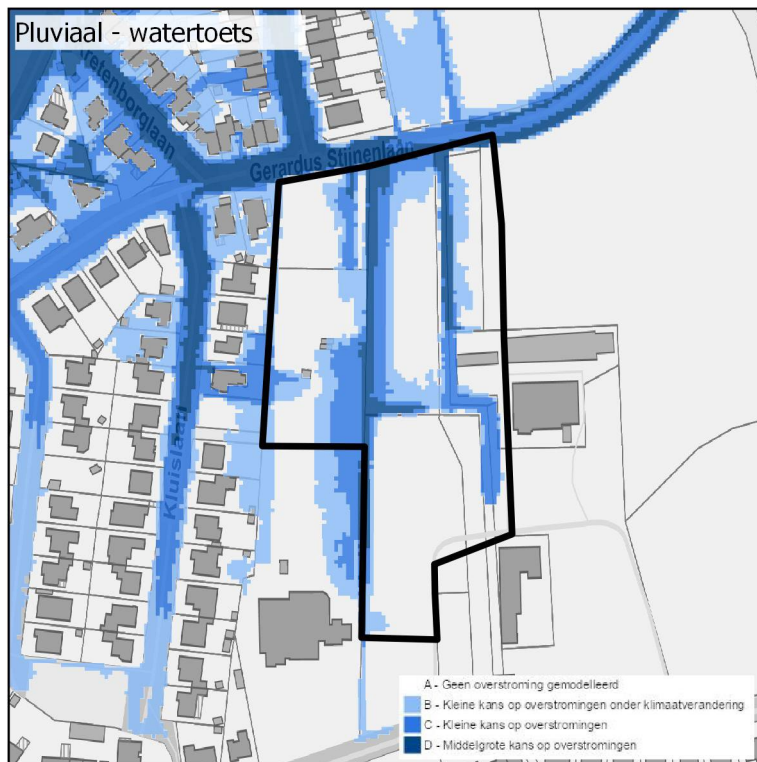 Pluviaal - watertoets
tretenborglaan
Gerardus Stijnenlaan
Kluislaan
A - Geen overstroming gemodelleerd
B - Kleine kans op overstromingen onder klimaatverandering
C - Kleine kans op overstromingen
D - Middelgrote kans op overstromingen